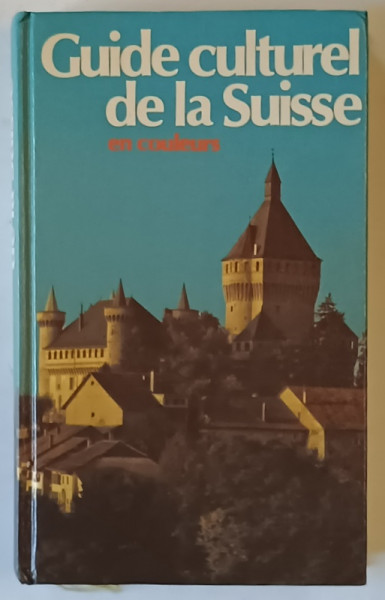 Guide culturel
de la Suisse
en couleurs